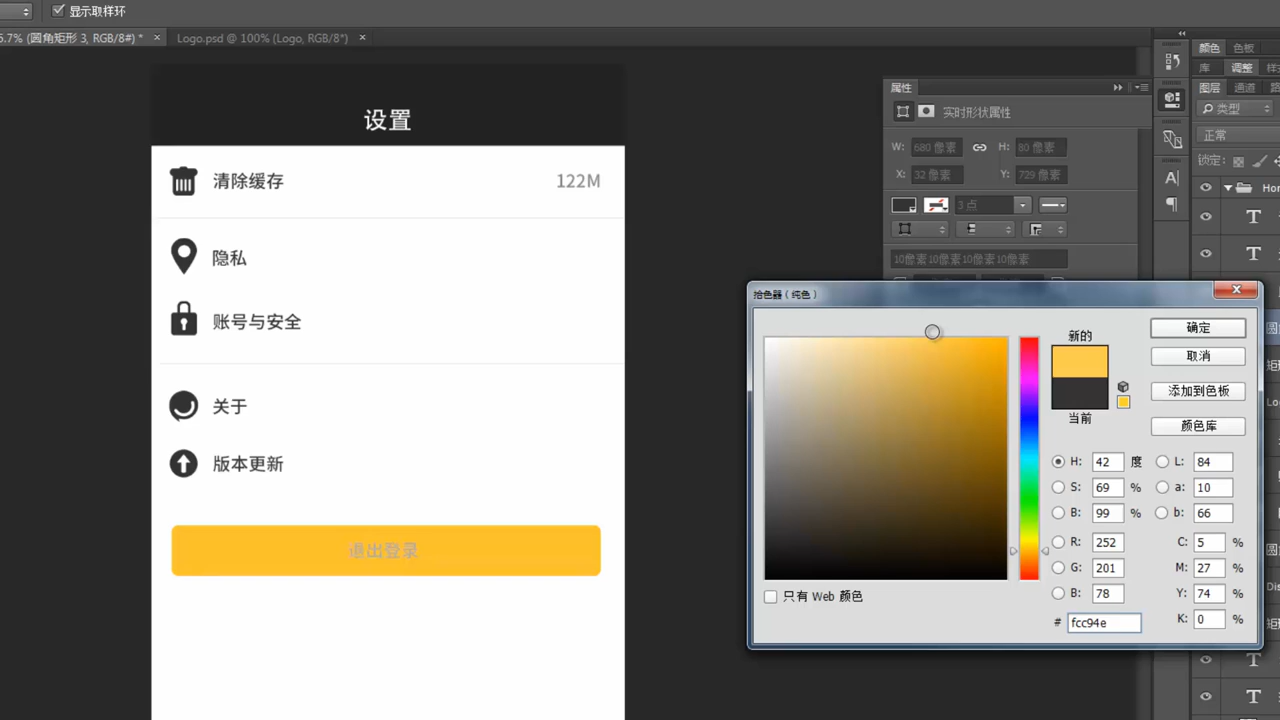 显示取样环
6.7% (圆角矩形 3, RGB/8#) * ×
Logo.psd @ 100% (Logo, RGB/8*) ×
颜色 色板
库 调整 样式
图层 通道
类型
正常
锁定:
属性
实时形状属性
W: 680 像素 H: 80 像素
X: 32 像素 Y: 729 像素
3 点
10像素10像素10像素10像素
设置
清除缓存 122M
隐私
账号与安全
关于
版本更新
退出登录
拾色器（纯色）
新的
当前
确定
取消
添加到色板
颜色库
H: 42 度 L: 84
S: 69 % a: 10
B: 99 % b: 66
R: 252 C: 5 %
G: 201 M: 27 %
B: 78 Y: 74 %
# fcc94e K: 0 %
只有 Web 颜色